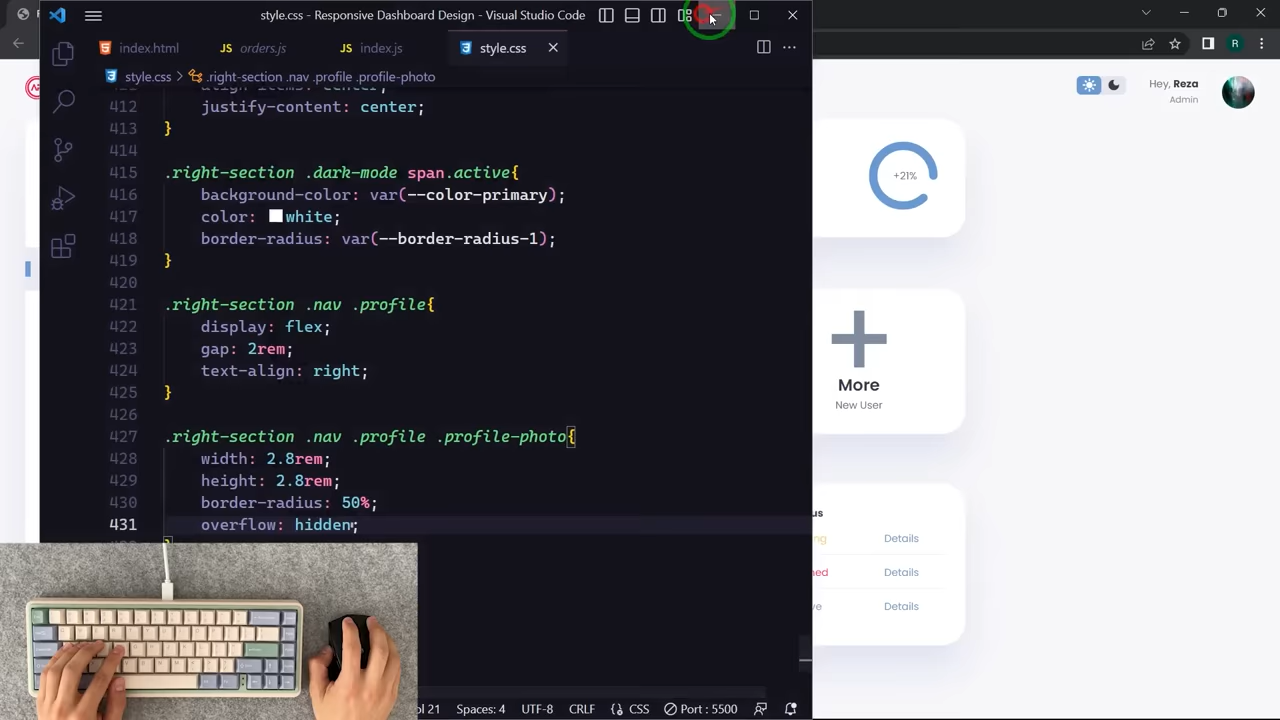 style.css - Responsive Dashboard Design - Visual Studio Code
index.html
JS orders.js
JS index.js
style.css
style.css > .right-section .nav .profile .profile-photo
412 justify-content: center;
413 }
414
415 .right-section .dark-mode span.active{
416 background-color: var(--color-primary);
417 color: white;
418 border-radius: var(--border-radius-1);
419 }
420
421 .right-section .nav .profile{
422 display: flex;
423 gap: 2rem;
424 text-align: right;
425 }
426
427 .right-section .nav .profile .profile-photo{
428 width: 2.8rem;
429 height: 2.8rem;
430 border-radius: 50%;
431 overflow: hidden;
Spaces: 4
UTF-8
CRLF
CSS
Port : 5500
R
Hey, Reza
Admin
+21%
More
New User
Details
Details
Details